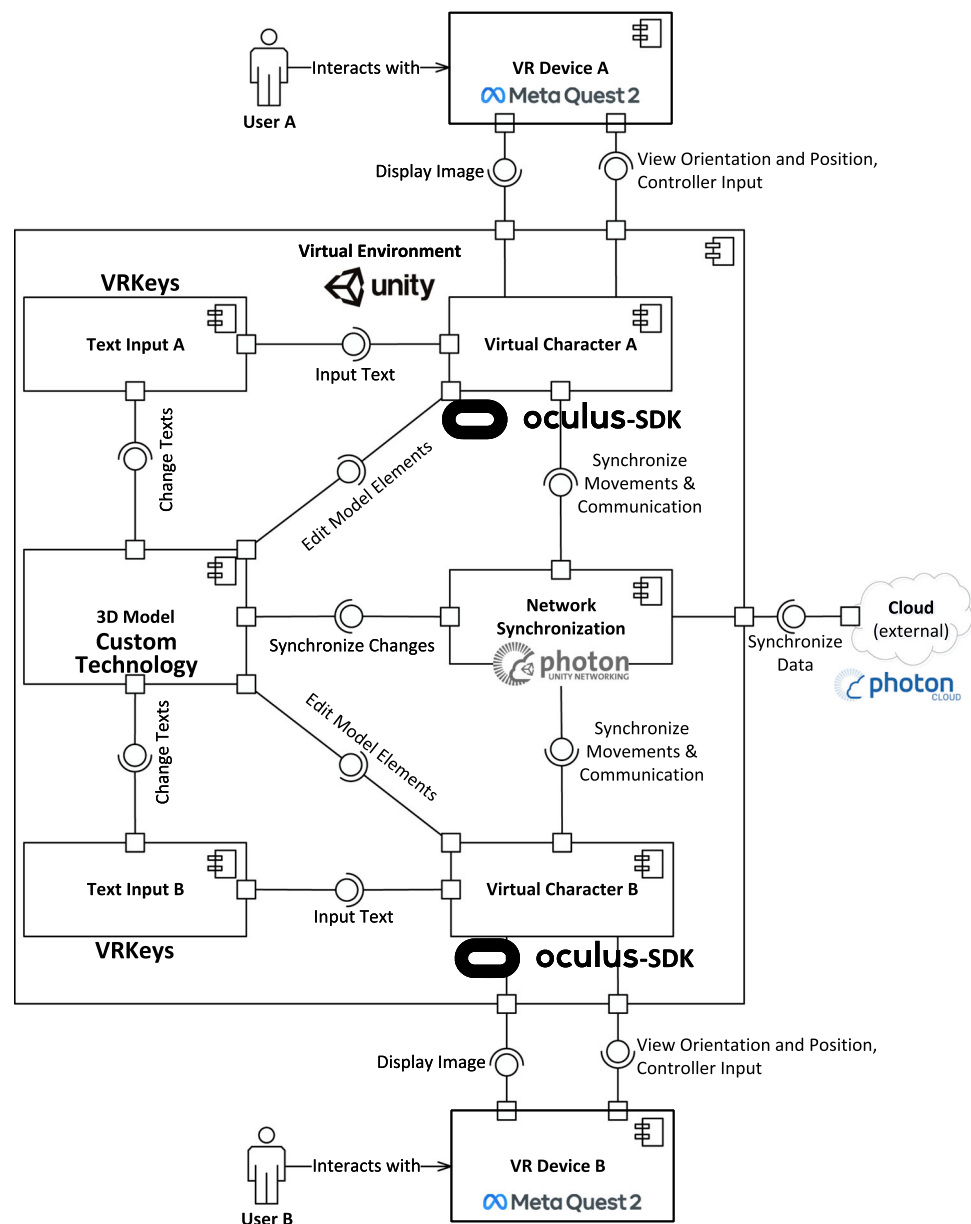 VR Device A
Meta Quest 2
Interacts with
User A
Display Image
View Orientation and Position,
Controller Input
Virtual Environment
unity
VRKeys
Text Input A
Input Text
Virtual Character A
oculus-SDK
Change Texts
Edit Model Elements
Synchronize
Movements &
Communication
3D Model
Custom
Technology
Synchronize Changes
Network
Synchronization
photon
UNITY NETWORKING
Synchronize
Data
Cloud
(external)
photon
CLOUD
Change Texts
Edit Model Elements
Synchronize
Movements &
Communication
Text Input B
Input Text
Virtual Character B
VRKeys
oculus-SDK
Display Image
View Orientation and Position,
Controller Input
Interacts with
User B
VR Device B
Meta Quest 2